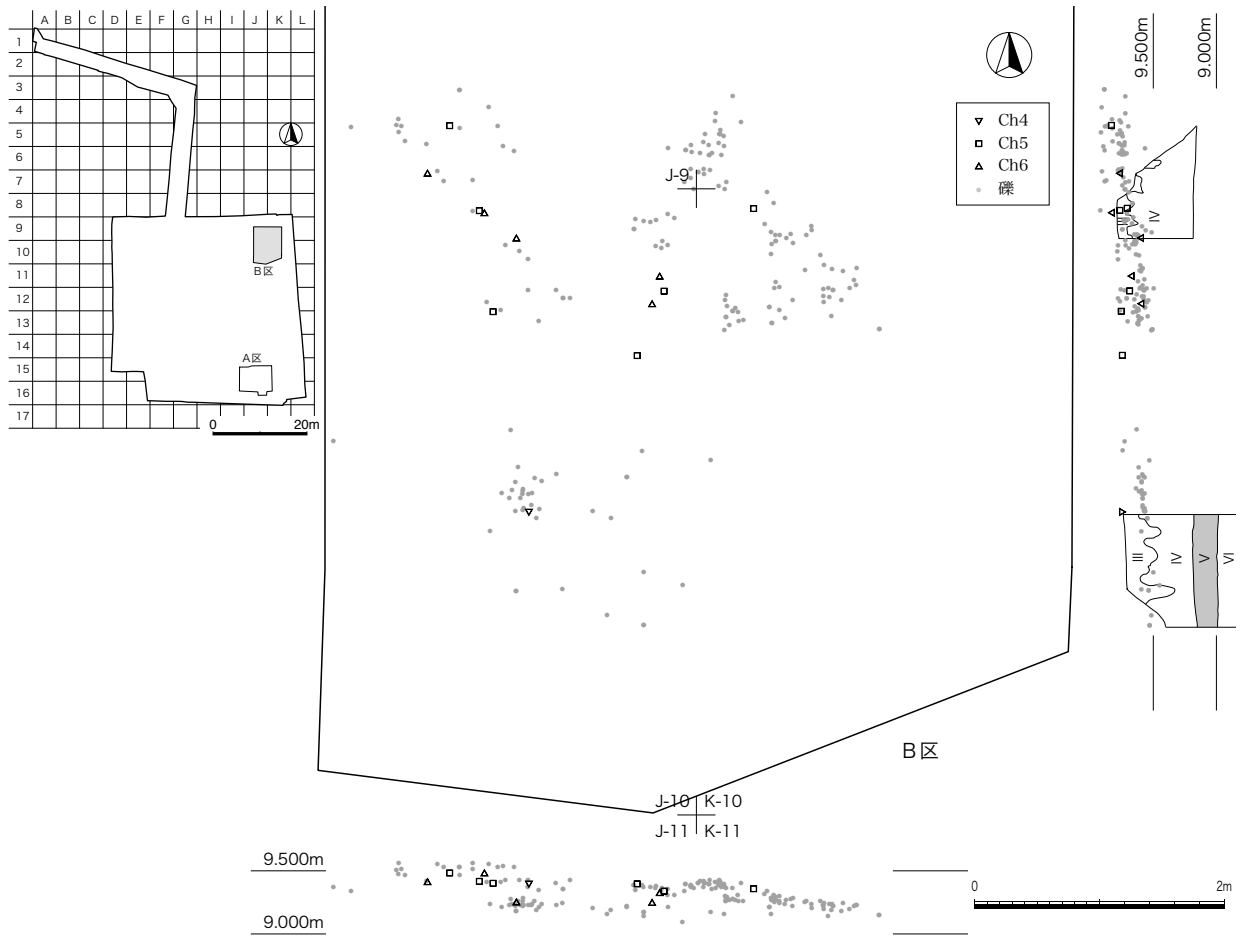 A B C D E F G H I J K L
1
2
3
4
5
6
7
8
9
10
11
12
13
14
15
16
17
B区
A区
0 20m
J-9
Ch4
Ch5
Ch6
礫
9.500m
9.000m
Ⅲ Ⅳ
Ⅲ Ⅳ Ⅴ Ⅵ
B区
J-10 K-10
J-11 K-11
9.500m
9.000m
0 2m